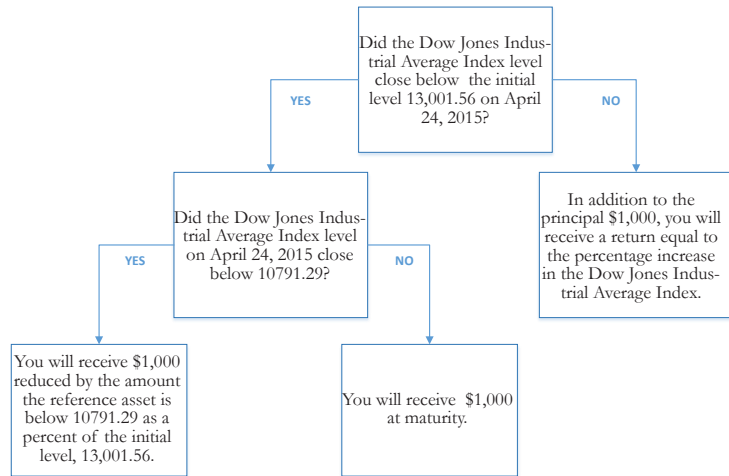 Did the Dow Jones Indus-
trial Average Index level
close below the initial
level 13,001.56 on April
24, 2015?
YES
NO
Did the Dow Jones Indus-
trial Average Index level
on April 24, 2015 close
below 10791.29?
In addition to the
principal $1,000, you will
receive a return equal to
the percentage increase
in the Dow Jones Indus-
trial Average Index.
YES
NO
You will receive $1,000
reduced by the amount
the reference asset is
below 10791.29 as a
percent of the initial
level, 13,001.56.
You will receive $1,000
at maturity.